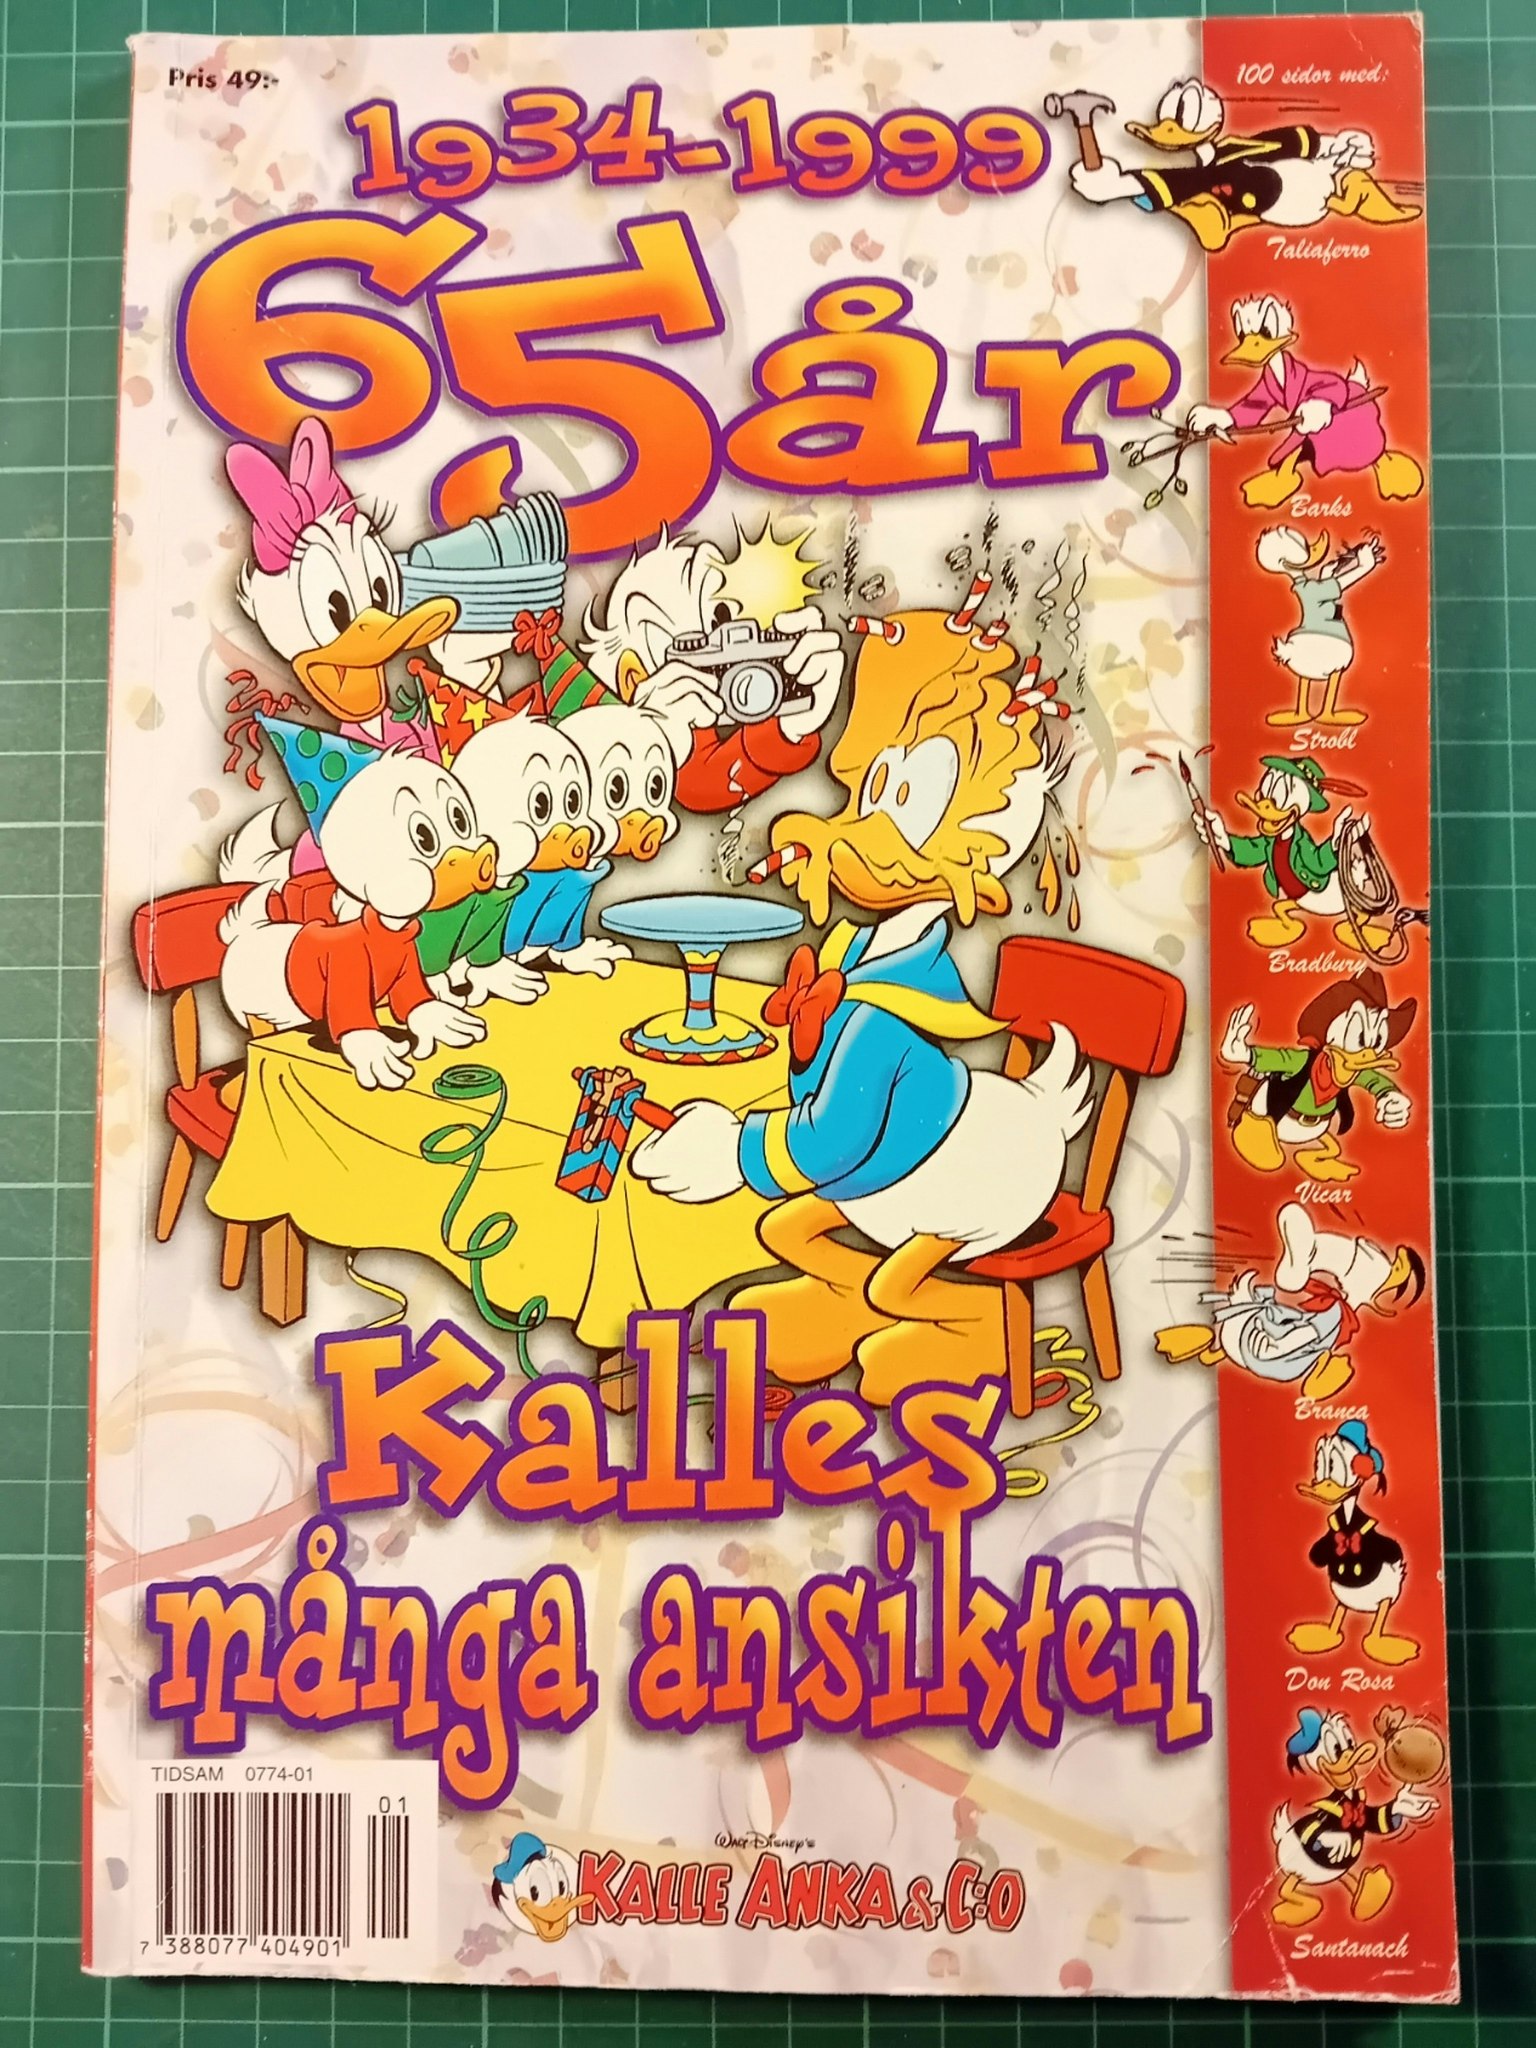 Pris 49:-
1934-1999
65 år
100 sidor med:
Taliaferro
Barks
Strobl
Bradbury
Vicar
Branca
Don Rosa
Santanach
Kalles
många ansikten
TIDSAM 0774-01
01
7 388077 404901
Walt Disney's
KALLE ANKA & C:O